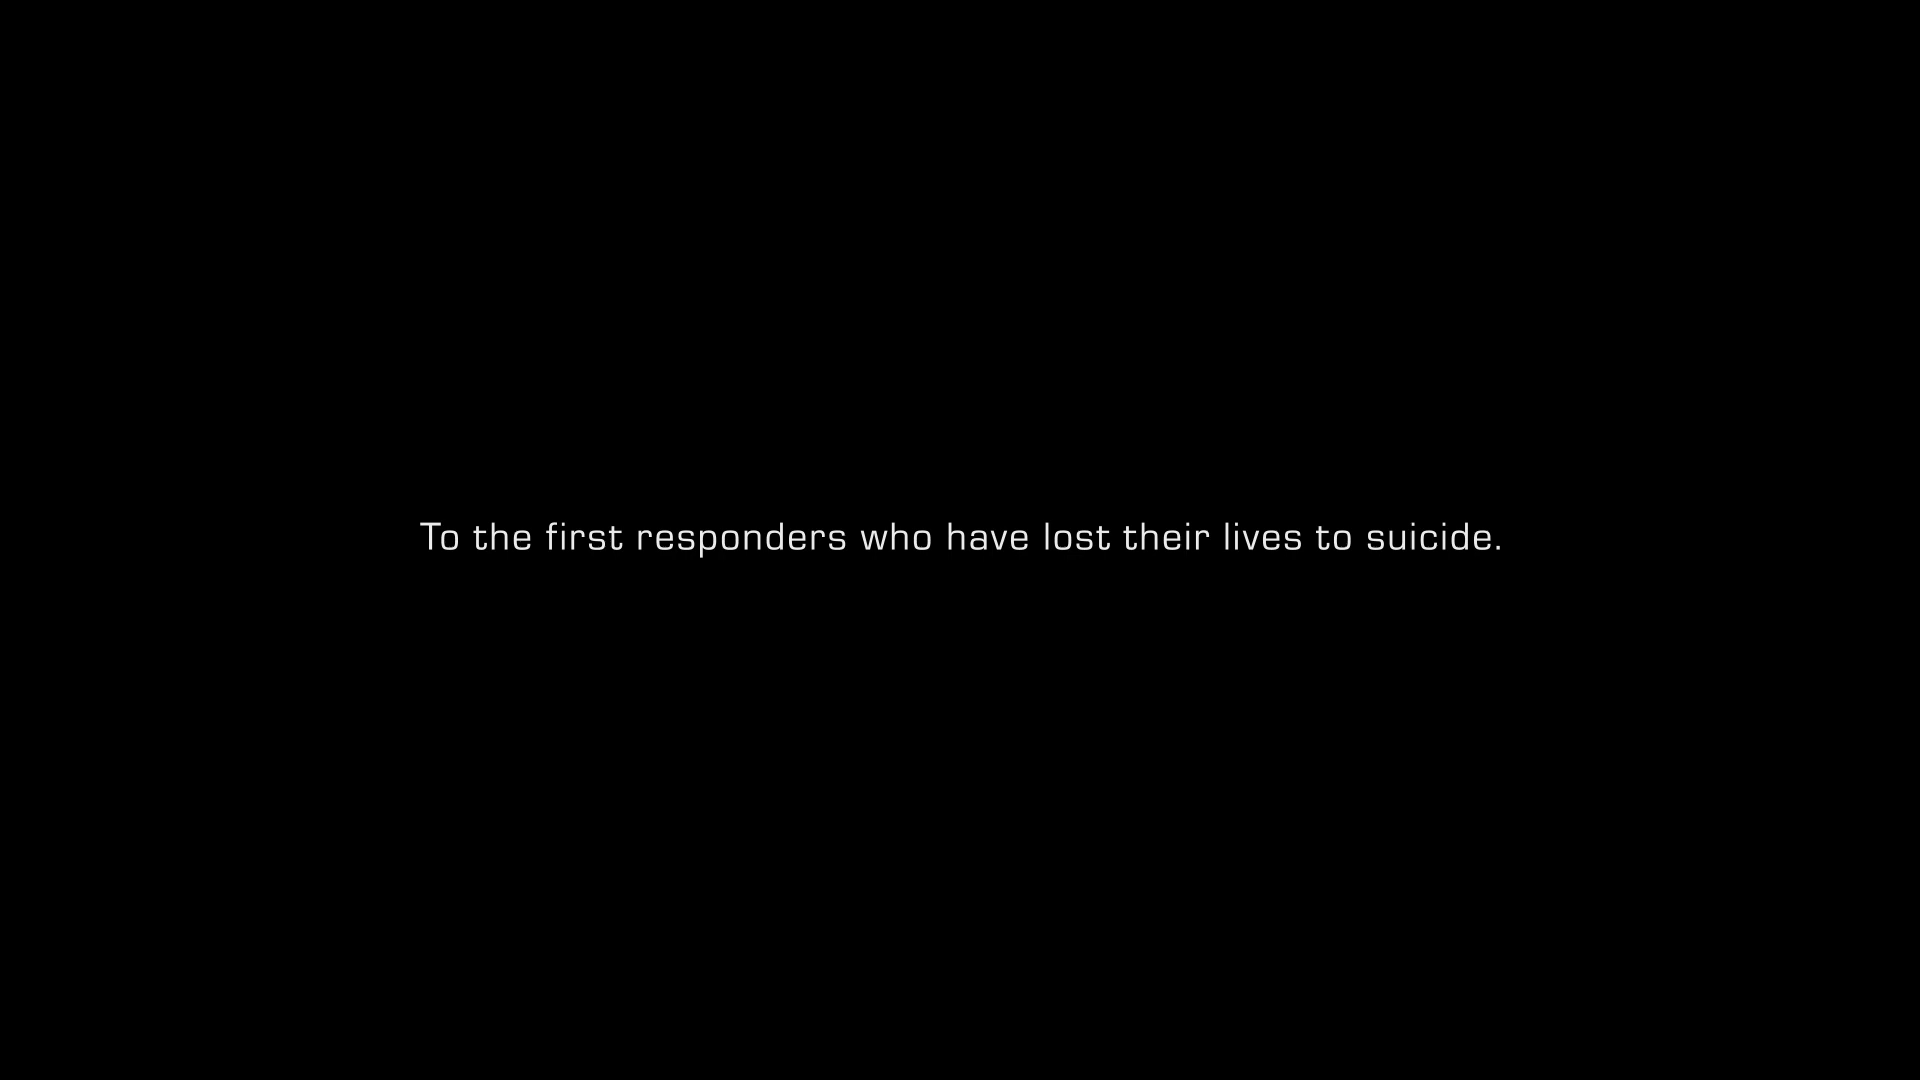 To the first responders who have lost their lives to suicide.